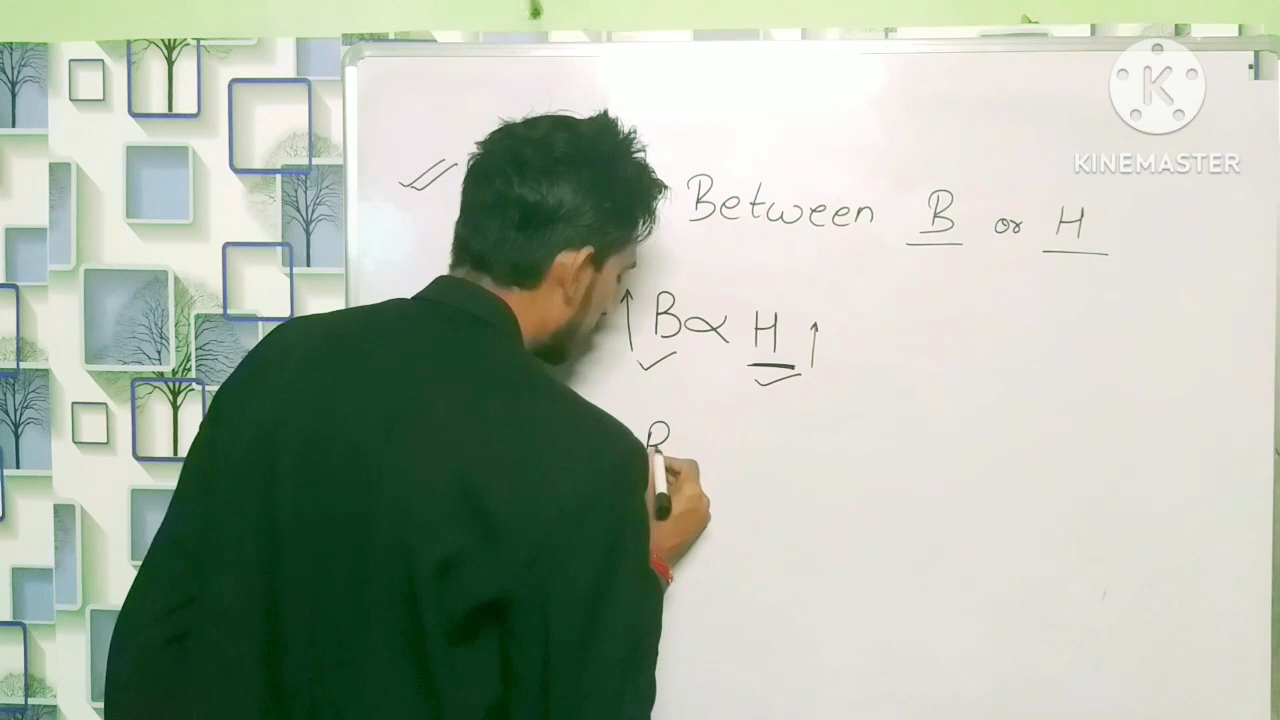 K
KINEMASTER
Between B or H
B ∝ H
B